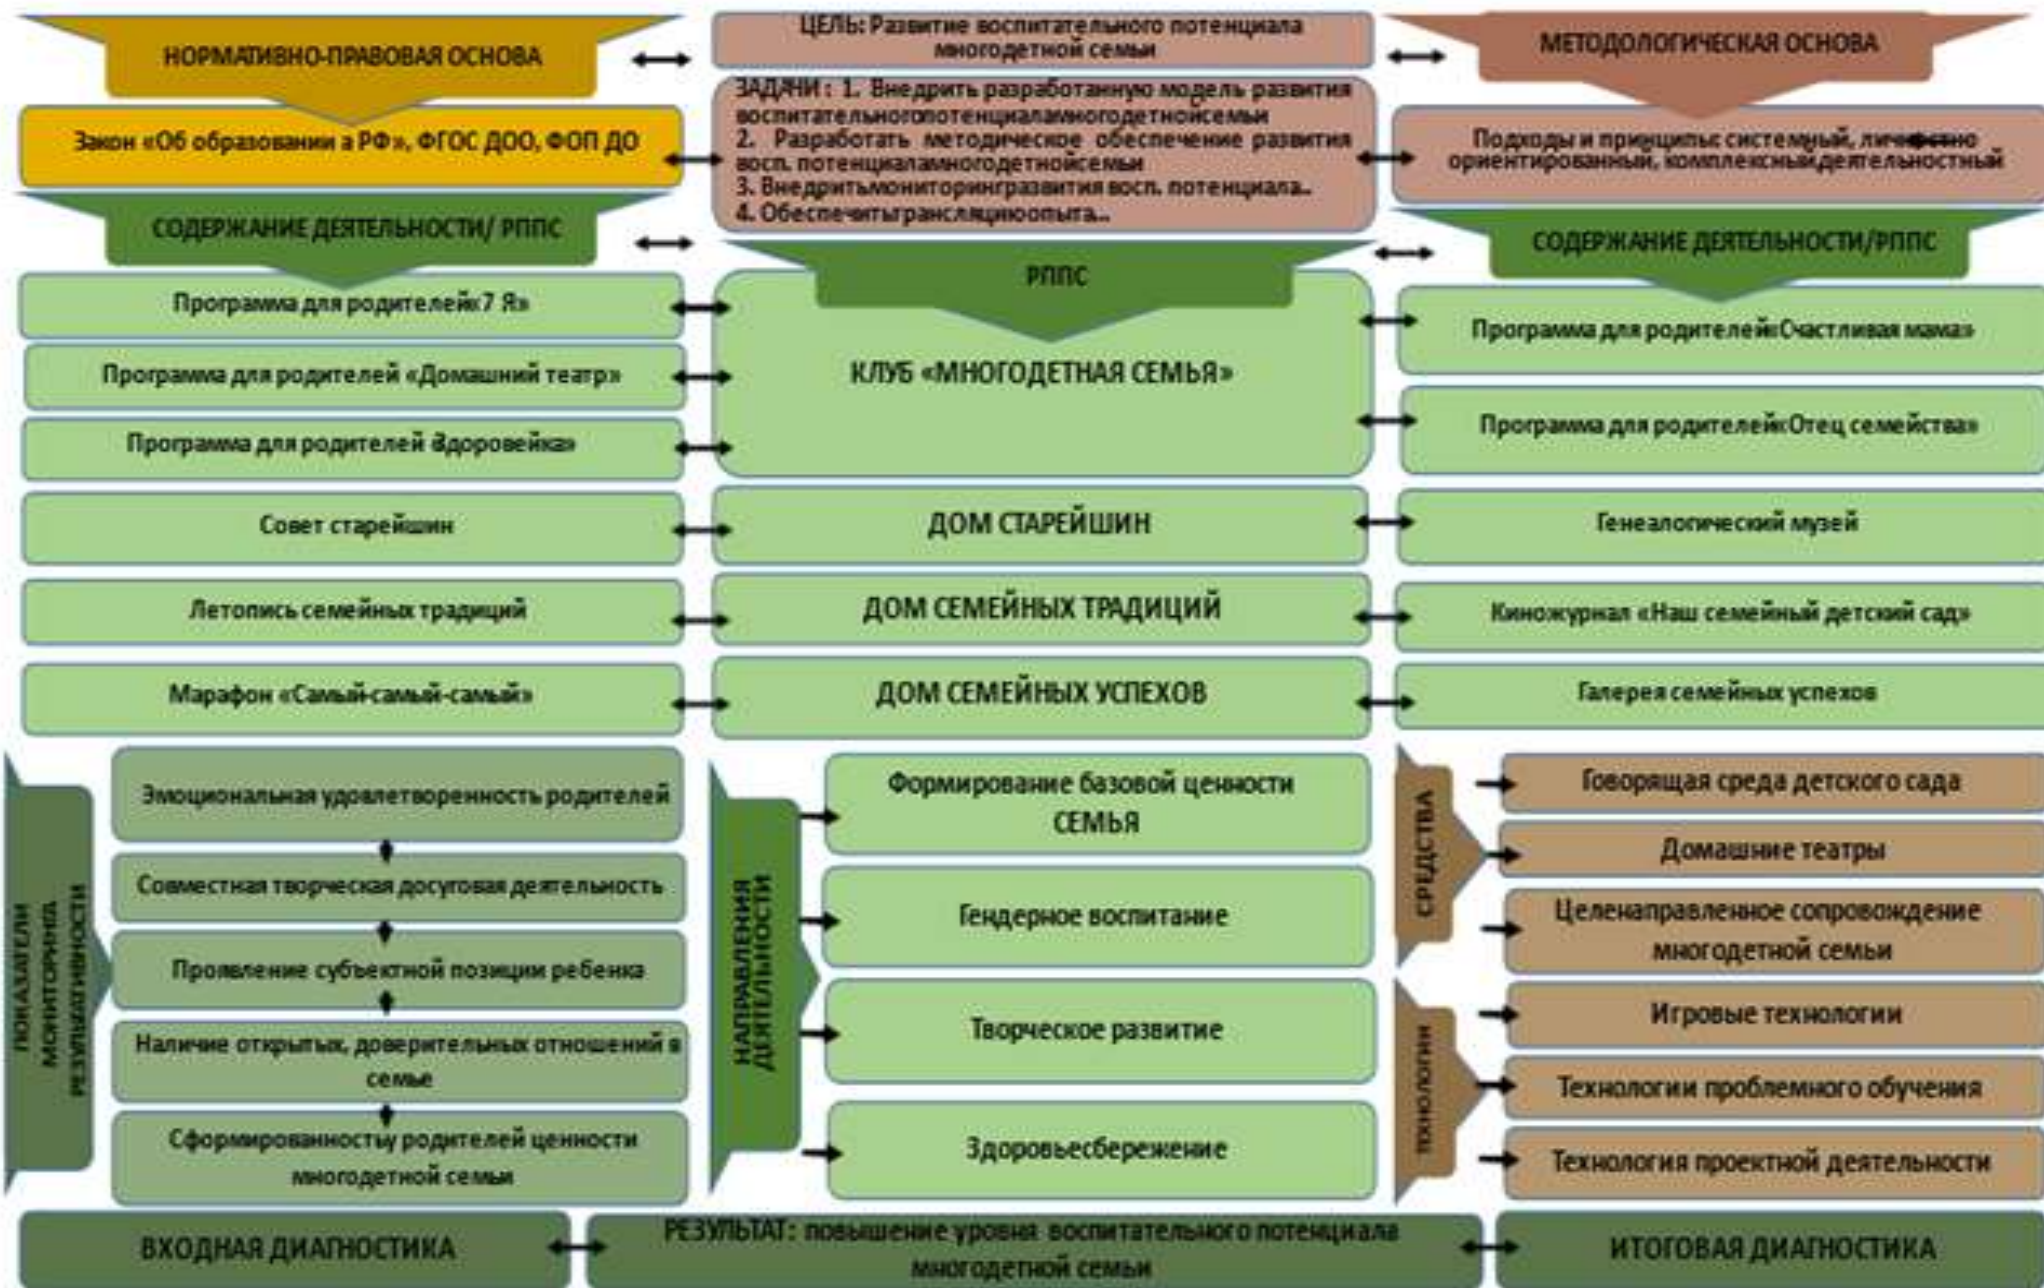 НОРМАТИВНО-ПРАВОВАЯ ОСНОВА
ЦЕЛЬ: Развитие воспитательного потенциала
многодетной семьи
МЕТОДОЛОГИЧЕСКАЯ ОСНОВА
Закон «Об образовании а РФ», ФГОС ДОО, ФОП ДО
ЗАДАЧИ : 1. Внедрить разработанную модель развития
воспитательногопотенциаламногодетнойсемьи
2. Разработать методическое обеспечение развития
восп. потенциаламногодетнойсемьи
3. Внедритьмониторингразвития восп. потенциала..
4. Обеспечитьтрансляциюопыта...
Подходы и принципы: системный, личностно
ориентированный, комплексный,деятельностный
СОДЕРЖАНИЕ ДЕЯТЕЛЬНОСТИ/ РППС
РППС
СОДЕРЖАНИЕ ДЕЯТЕЛЬНОСТИ/РППС
Программа для родителей«7 Я»
Программа для родителей «Домашний театр»
Программа для родителей «Здоровейка»
КЛУБ «МНОГОДЕТНАЯ СЕМЬЯ»
Программа для родителей«Счастливая мама»
Программа для родителей«Отец семейства»
Совет старейшин
ДОМ СТАРЕЙШИН
Генеалогический музей
Летопись семейных традиций
ДОМ СЕМЕЙНЫХ ТРАДИЦИЙ
Киножурнал «Наш семейный детский сад»
Марафон «Самый-самый-самый»
ДОМ СЕМЕЙНЫХ УСПЕХОВ
Галерея семейных успехов
ПОКАЗАТЕЛИ
МОНИТОРИНГА
РЕЗУЛЬТАТИВНОСТИ
Эмоциональная удовлетворенность родителей
Совместная творческая досуговая деятельность
Проявление субъектной позиции ребенка
Наличие открытых, доверительных отношений в
семье
Сформированностьу родителей ценности
многодетной семьи
НАПРАВЛЕНИЯ
ДЕЯТЕЛЬНОСТИ
Формирование базовой ценности
СЕМЬЯ
Гендерное воспитание
Творческое развитие
Здоровьесбережение
СРЕДСТВА
Говорящая среда детского сада
Домашние театры
Целенаправленное сопровождение
многодетной семьи
ТЕХНОЛОГИИ
Игровые технологии
Технологии проблемного обучения
Технология проектной деятельности
ВХОДНАЯ ДИАГНОСТИКА
РЕЗУЛЬТАТ: повышение уровня воспитательного потенциала
многодетной семьи
ИТОГОВАЯ ДИАГНОСТИКА